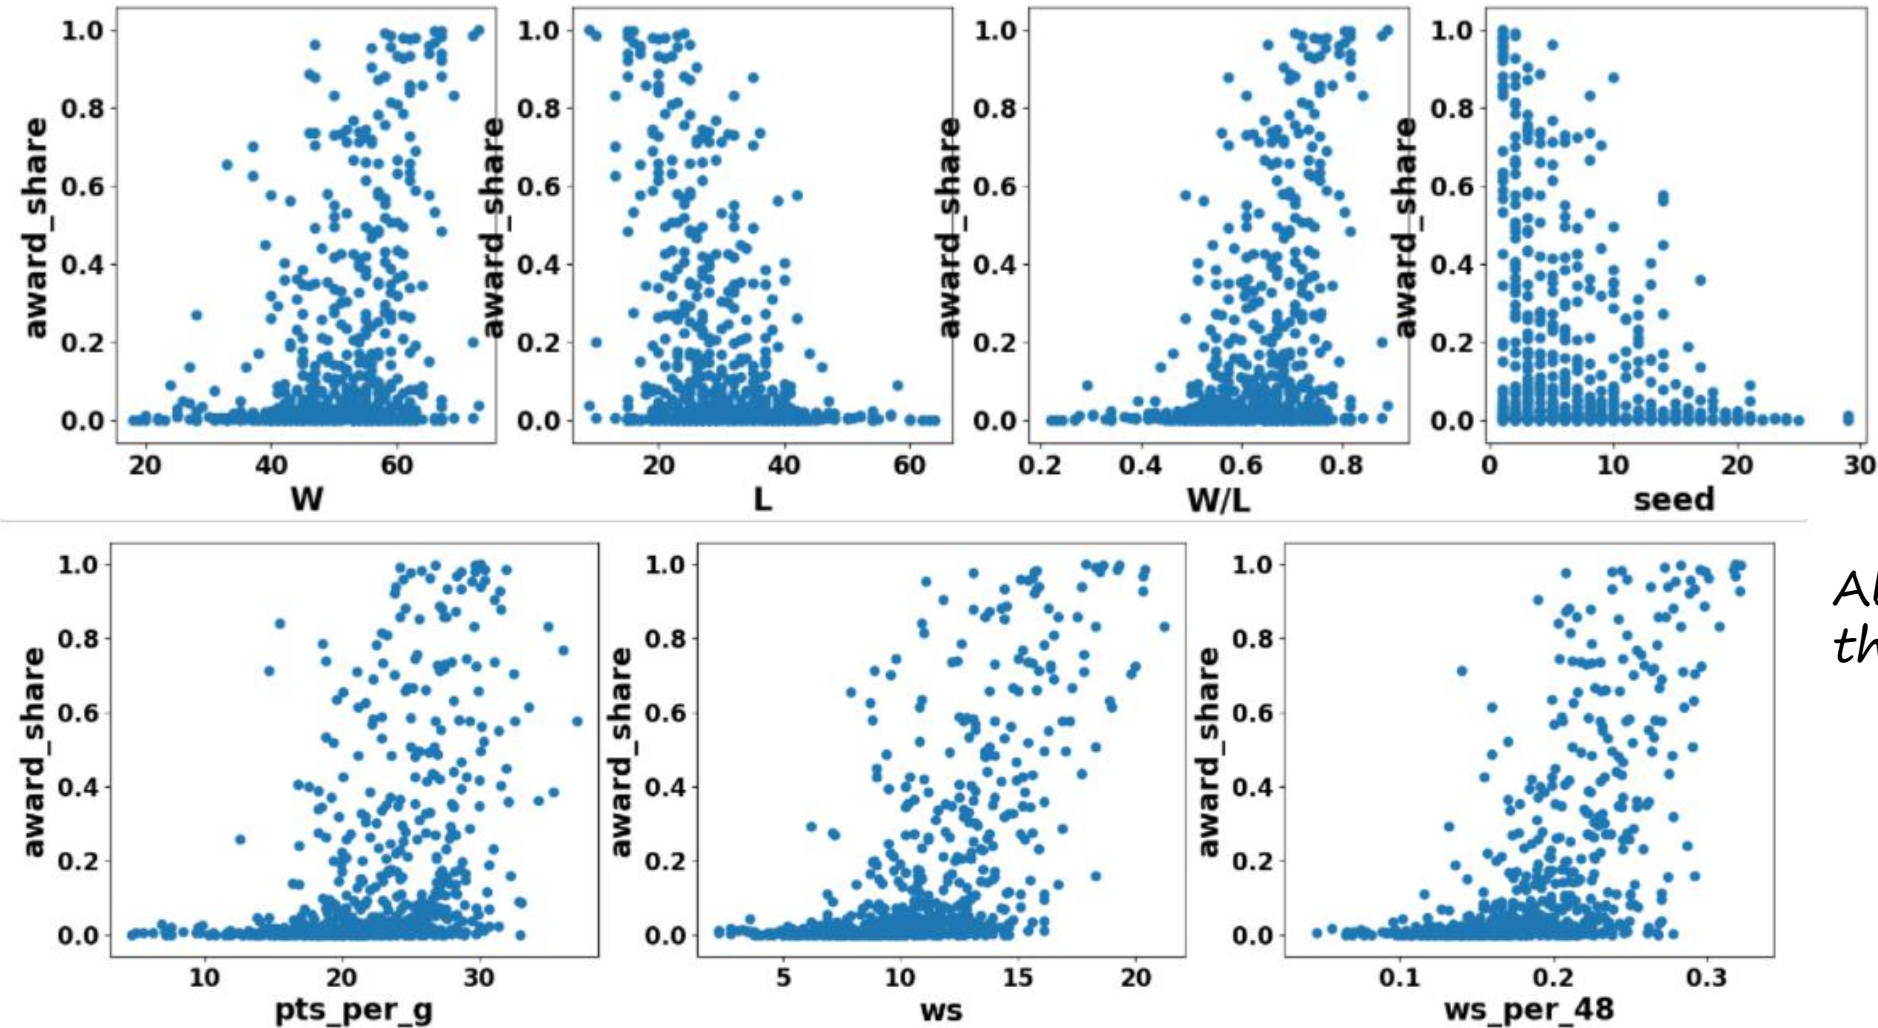 1.0 1.0 1.0 1.0
0.8 0.8 0.8 0.8
0.6 0.6 0.6 0.6
0.4 0.4 0.4 0.4
0.2 0.2 0.2 0.2
0.0 0.0 0.0 0.0
award_share award_share award_share award_share
20 40 60 20 40 60 0.2 0.4 0.6 0.8 0 10 20 30
W L W/L seed
1.0 1.0 1.0
0.8 0.8 0.8
0.6 0.6 0.6
0.4 0.4 0.4
0.2 0.2 0.2
0.0 0.0 0.0
award_share award_share award_share
10 20 30 5 10 15 20 0.1 0.2 0.3
pts_per_g ws ws_per_48